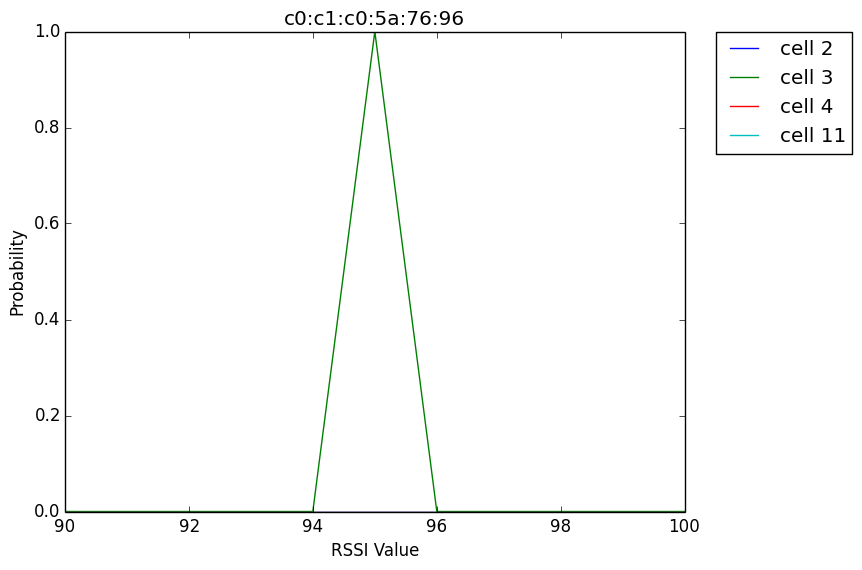 c0:c1:c0:5a:76:96
1.0
0.8
0.6
0.4
0.2
0.0
Probability
90 92 94 96 98 100
RSSI Value
cell 2
cell 3
cell 4
cell 11